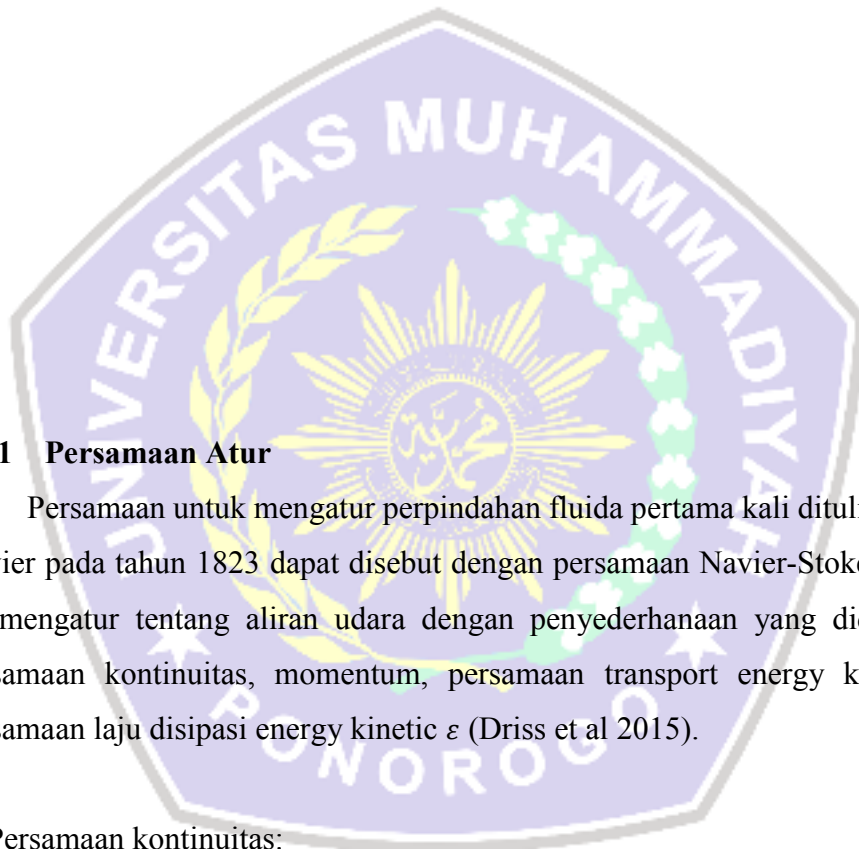 UNIVERSITAS MUHAMMADIYAH
PONOROGO
1 Persamaan Atur
Persamaan untuk mengatur perpindahan fluida pertama kali dituli
vier pada tahun 1823 dapat disebut dengan persamaan Navier-Stok
mengatur tentang aliran udara dengan penyederhanaan yang di
samaan kontinuitas, momentum, persamaan transport energy k
samaan laju disipasi energy kinetic ε (Driss et al 2015).
Persamaan kontinuitas: